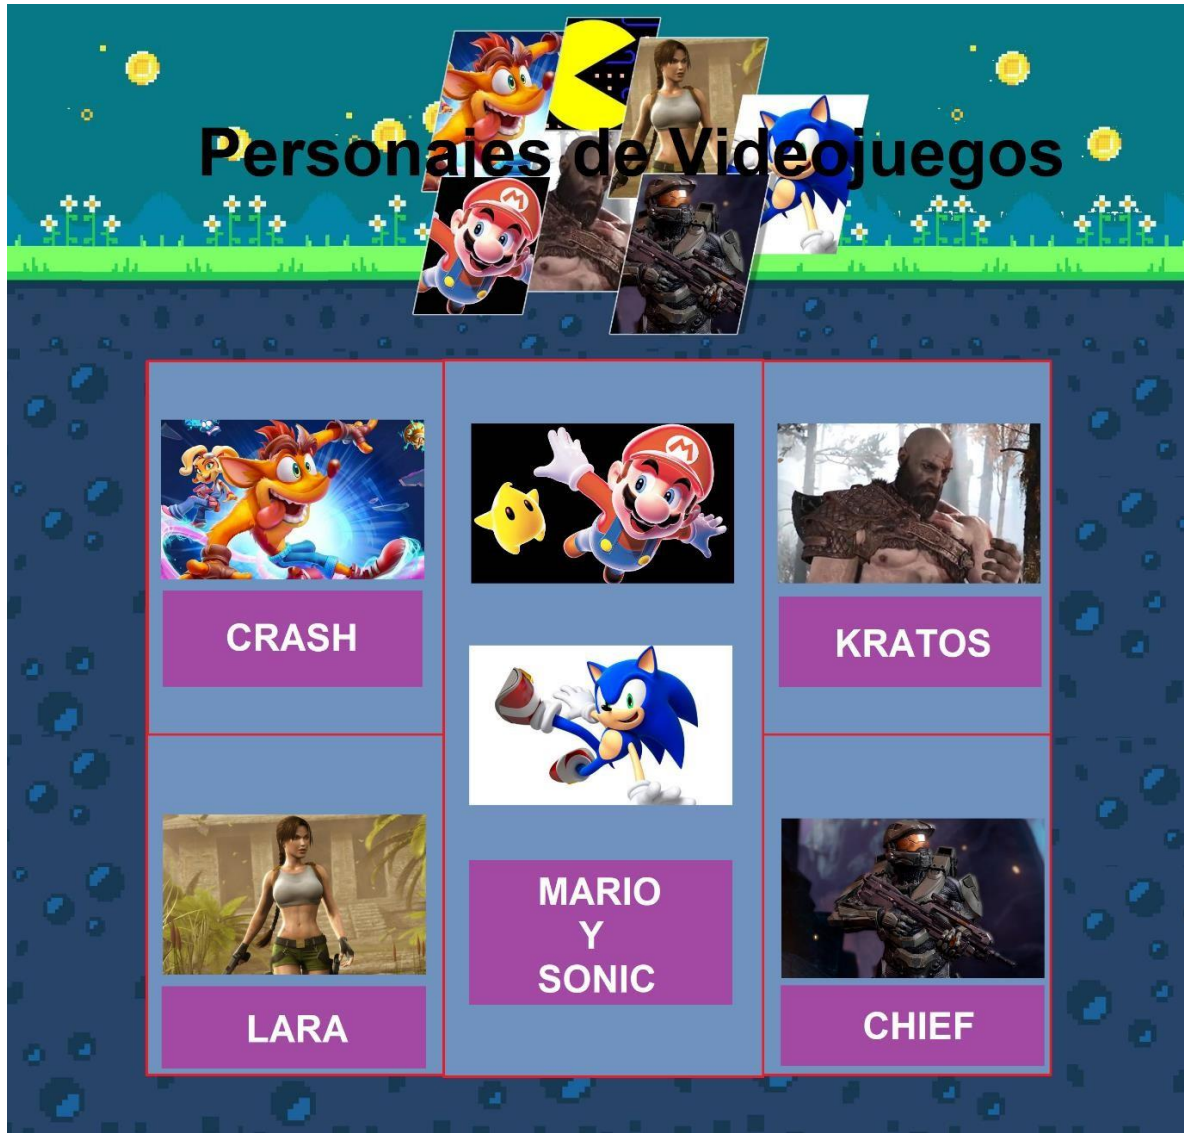 Personajes de Videojuegos
CRASH
MARIO
Y
SONIC
KRATOS
LARA
CHIEF